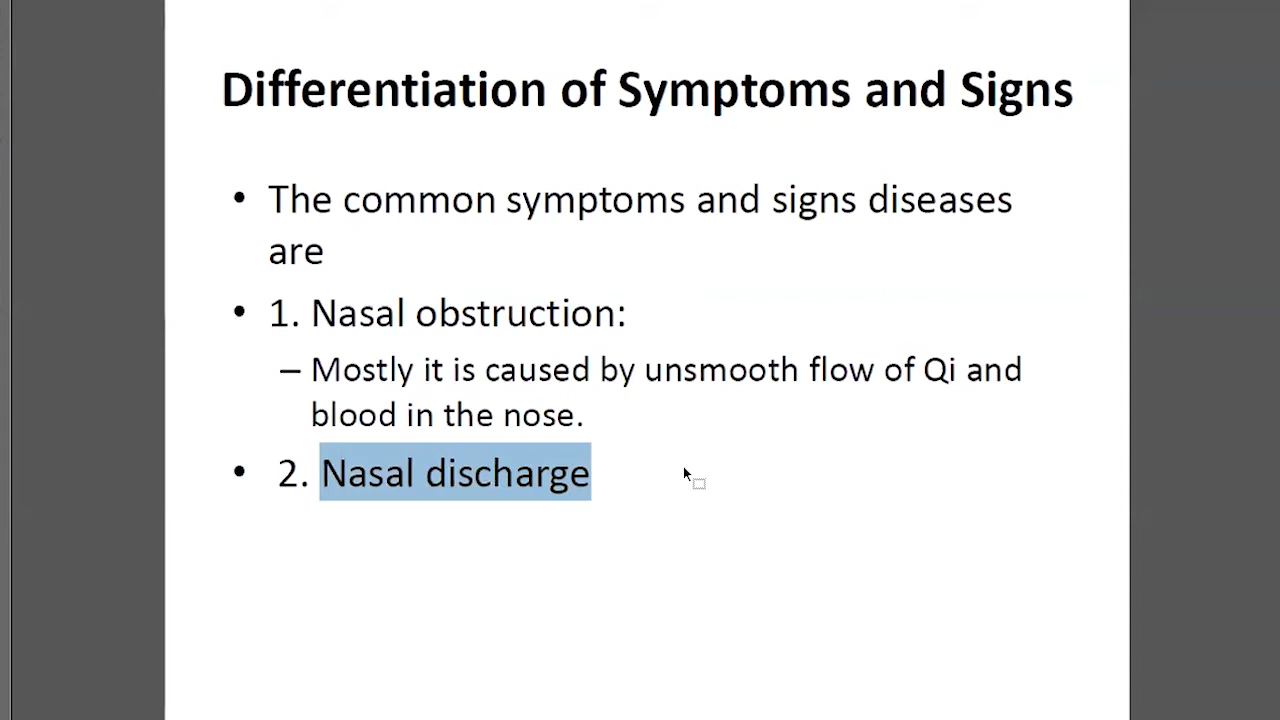 Differentiation of Symptoms and Signs
• The common symptoms and signs diseases
are
• 1. Nasal obstruction:
– Mostly it is caused by unsmooth flow of Qi and
blood in the nose.
• 2. Nasal discharge